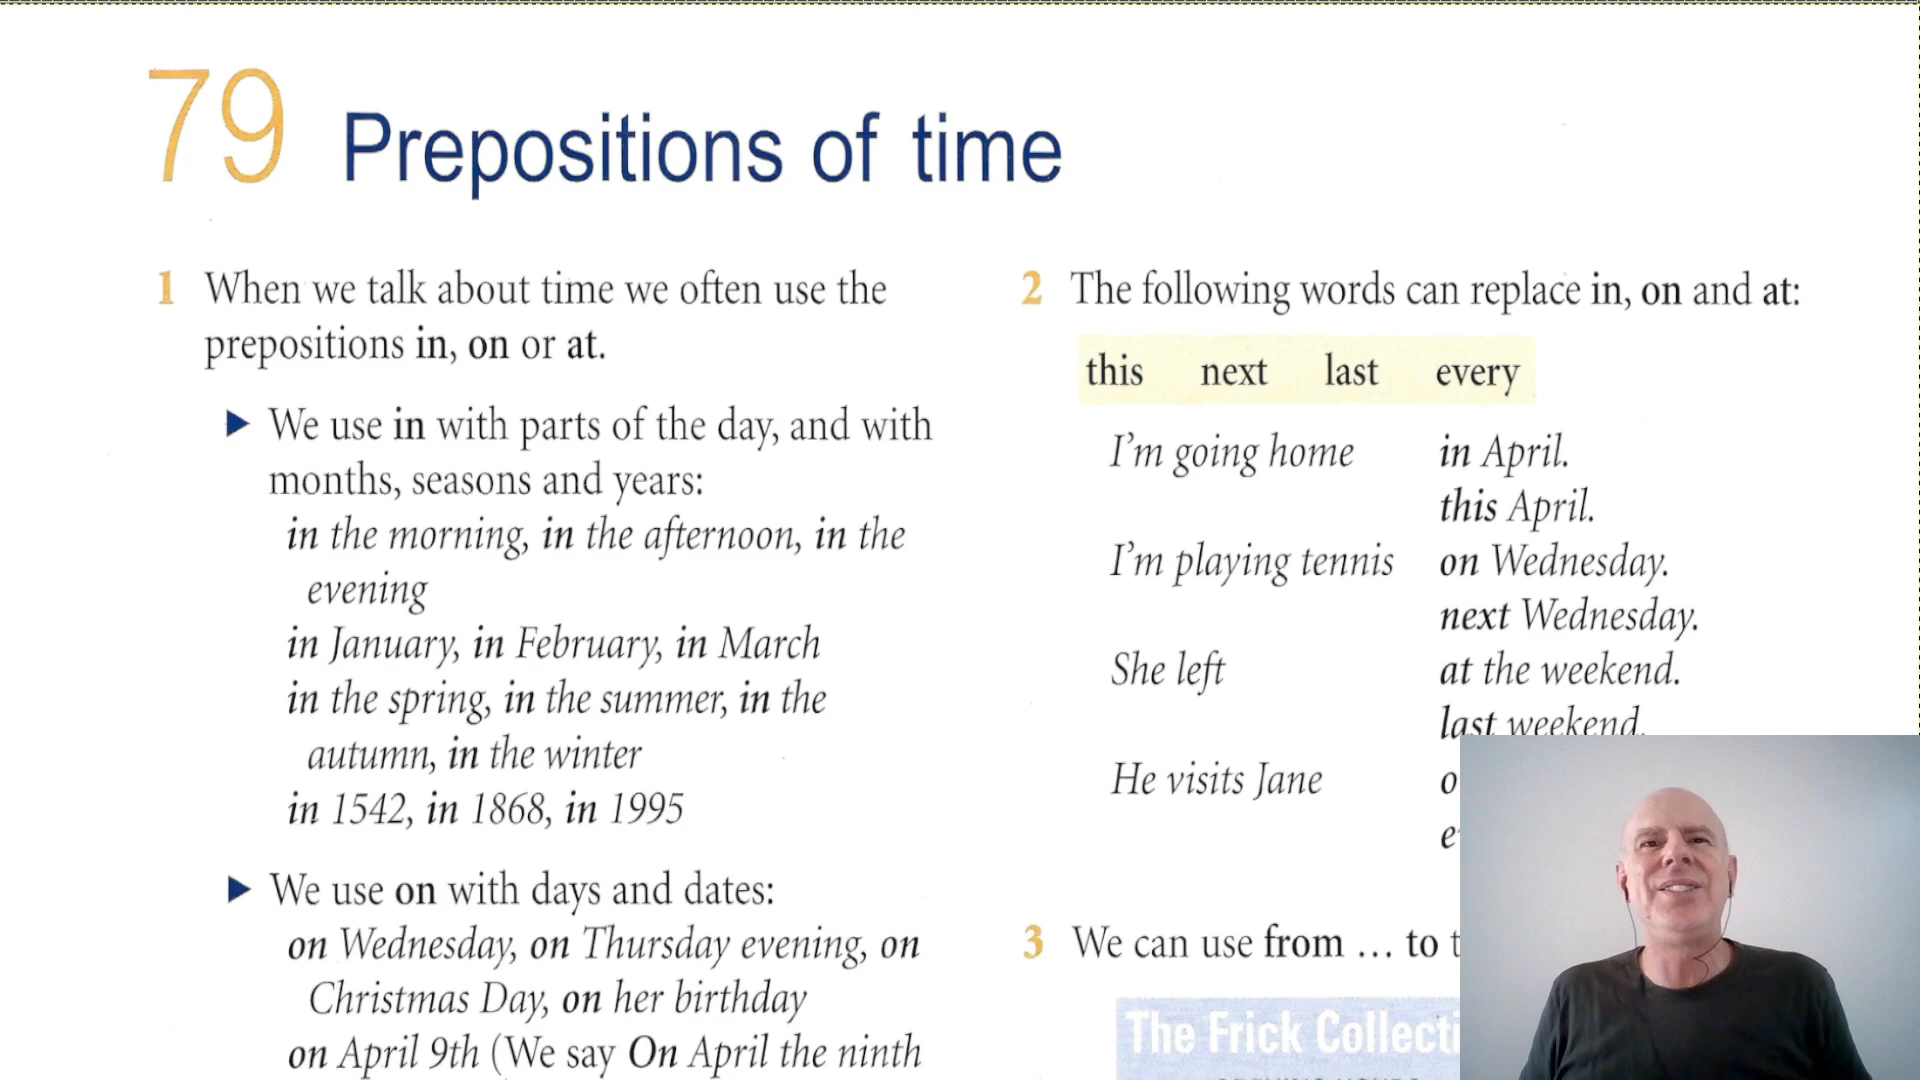 79 Prepositions of time
1 When we talk about time we often use the
prepositions in, on or at.
▶ We use in with parts of the day, and with
months, seasons and years:
in the morning, in the afternoon, in the
evening
in January, in February, in March
in the spring, in the summer, in the
autumn, in the winter
in 1542, in 1868, in 1995
▶ We use on with days and dates:
on Wednesday, on Thursday evening, on
Christmas Day, on her birthday
on April 9th (We say On April the ninth
2 The following words can replace in, on and at:
this next last every
I'm going home in April.
this April.
I'm playing tennis on Wednesday.
next Wednesday.
She left at the weekend.
last weekend.
He visits Jane
3 We can use from ... to
The Frick